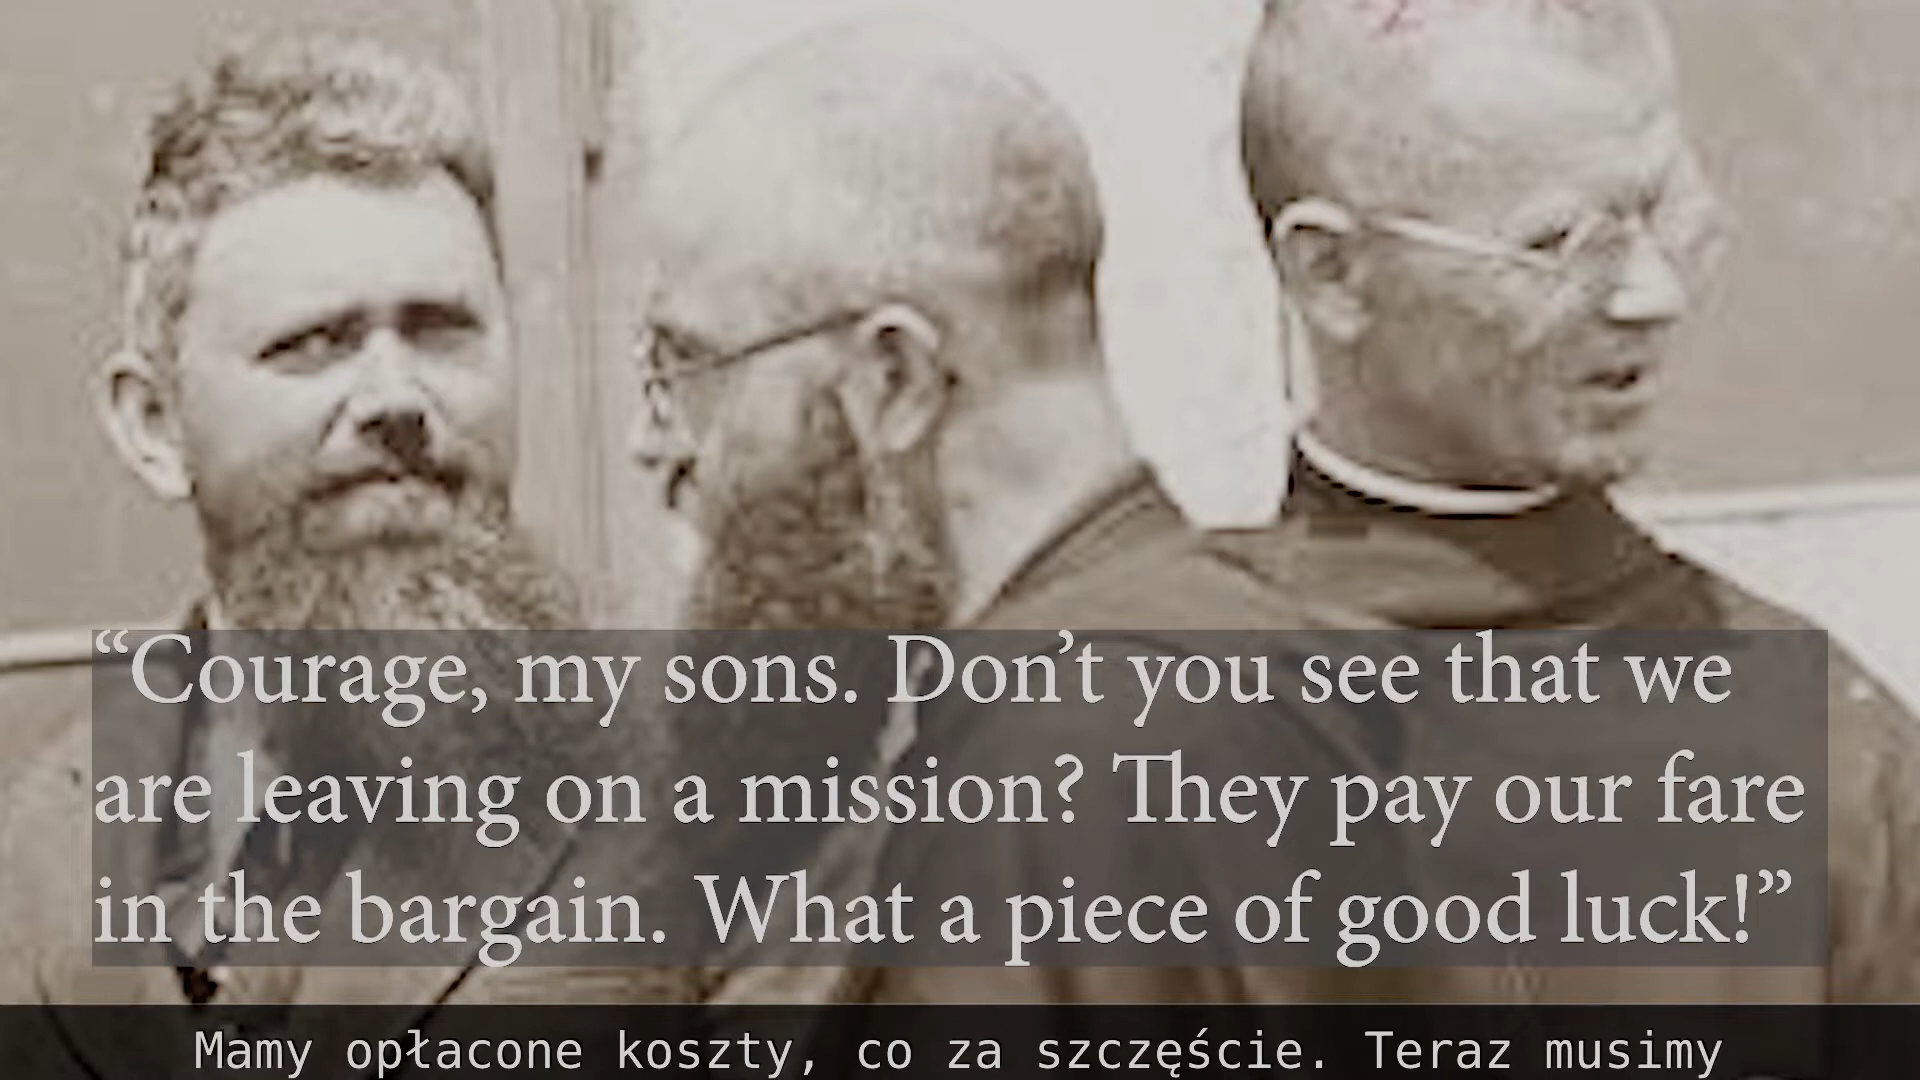 “Courage, my sons. Don’t you see that we
are leaving on a mission? They pay our fare
in the bargain. What a piece of good luck!”
Mamy opłacone koszty, co za szczęście. Teraz musimy